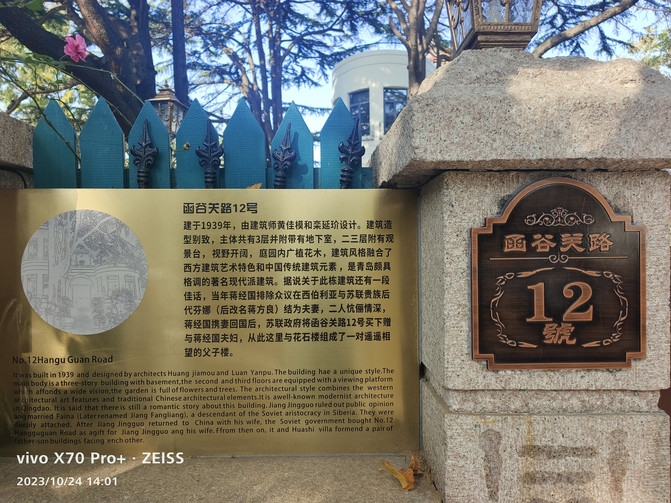 函谷关路12号
建于1939年，由建筑师黄佳模和栾延玠设计。建筑造
型别致，主体共有3层并附带有地下室，二三层附有观
景台，视野开阔，庭园内广植花木，建筑风格融合了
西方建筑艺术特色和中国传统建筑元素，是青岛颇具
格调的著名现代派建筑。据说关于此栋建筑还有一段
佳话，当年蒋经国排除众议在西伯利亚与苏联贵族后
代芬娜（后改名蒋方良）结为夫妻，二人伉俪情深，
蒋经国携妻回国后，苏联政府将函谷关路12号买下赠
与蒋经国夫妇，从此这里与花石楼组成了一对遥遥相
望的父子楼。
No.12Hangu Guan Road
It was built in 1939 and designed by architects Huang jiamou and Luan Yanpu. The building hae a unique style.The
main body is a three-story building with basement,the second and third floors are equipped with a viewing platform
which affords a wide vision,the garden is full of flowers and trees. The architectural style combines the western
architectural art features and traditional Chinese architectural elements.It is awell-known modernist architecture
in Qingdao. It is said that there is still a romantic story about this building.Jiang Jingguo ruled out public opinion
and married Faina (Later renamed Jiang Fangliang), a descendant of the Soviet aristocracy in Siberia. They were
deeply attached. After Jiang Jingguo returned to China with his wife, the Soviet government bought No.12
Hangguguan Road as agift for Jiang Jingguo ang his wife. Ffrom then on, it and Huashi villa formend a pair of
father-son buildings facing each other.
函谷关路
12
號
vivo X70 Pro+ · ZEISS
2023/10/24 14:01